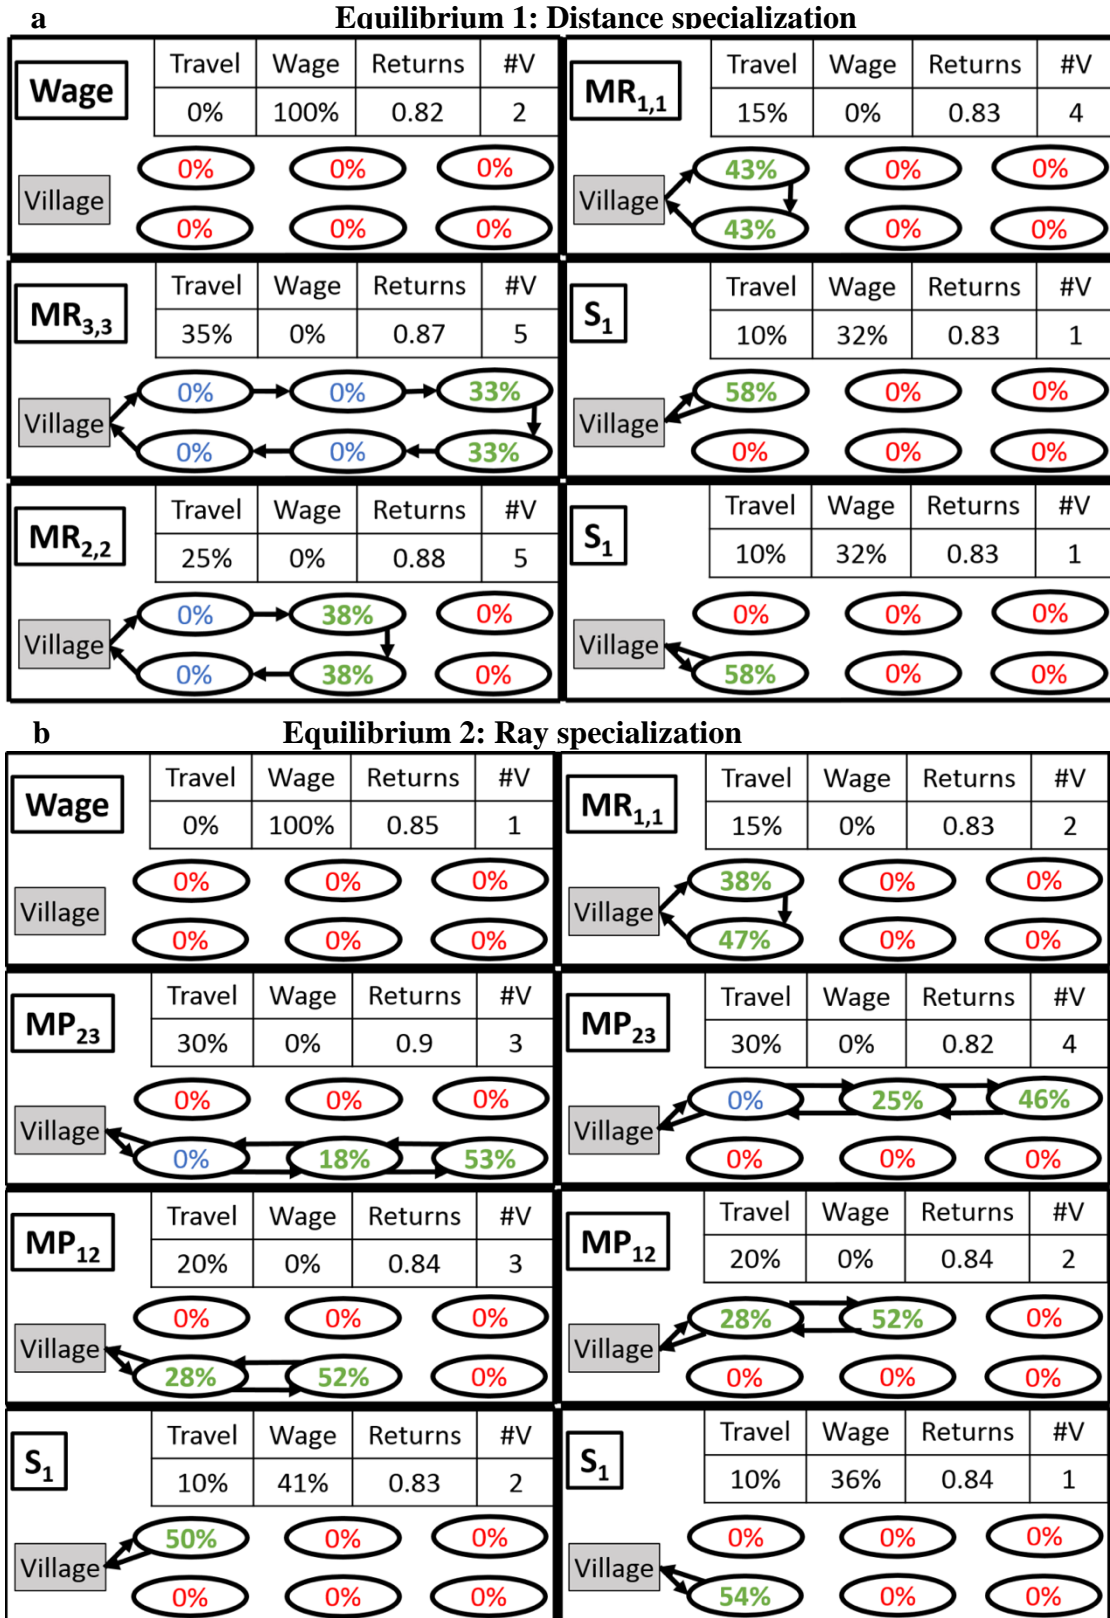 a Equilibrium 1: Distance specialization
Wage
Travel Wage Returns #V
0% 100% 0.82 2
0% 0% 0%
Village
0% 0% 0%
MR1,1
Travel Wage Returns #V
15% 0% 0.83 4
43% 0% 0%
Village
43% 0% 0%
MR3,3
Travel Wage Returns #V
35% 0% 0.87 5
0% 0% 33%
Village
0% 0% 33%
S1
Travel Wage Returns #V
10% 32% 0.83 1
58% 0% 0%
Village
0% 0% 0%
MR2,2
Travel Wage Returns #V
25% 0% 0.88 5
0% 38% 0%
Village
0% 38% 0%
S1
Travel Wage Returns #V
10% 32% 0.83 1
0% 0% 0%
Village
58% 0% 0%
b Equilibrium 2: Ray specialization
Wage
Travel Wage Returns #V
0% 100% 0.85 1
0% 0% 0%
Village
0% 0% 0%
MR1,1
Travel Wage Returns #V
15% 0% 0.83 2
38% 0% 0%
Village
47% 0% 0%
MP23
Travel Wage Returns #V
30% 0% 0.9 3
0% 0% 0%
Village
0% 18% 53%
MP23
Travel Wage Returns #V
30% 0% 0.82 4
0% 25% 46%
Village
0% 0% 0%
MP12
Travel Wage Returns #V
20% 0% 0.84 3
0% 0% 0%
Village
28% 52% 0%
MP12
Travel Wage Returns #V
20% 0% 0.84 2
28% 52% 0%
Village
0% 0% 0%
S1
Travel Wage Returns #V
10% 41% 0.83 2
50% 0% 0%
Village
0% 0% 0%
S1
Travel Wage Returns #V
10% 36% 0.84 1
0% 0% 0%
Village
54% 0% 0%